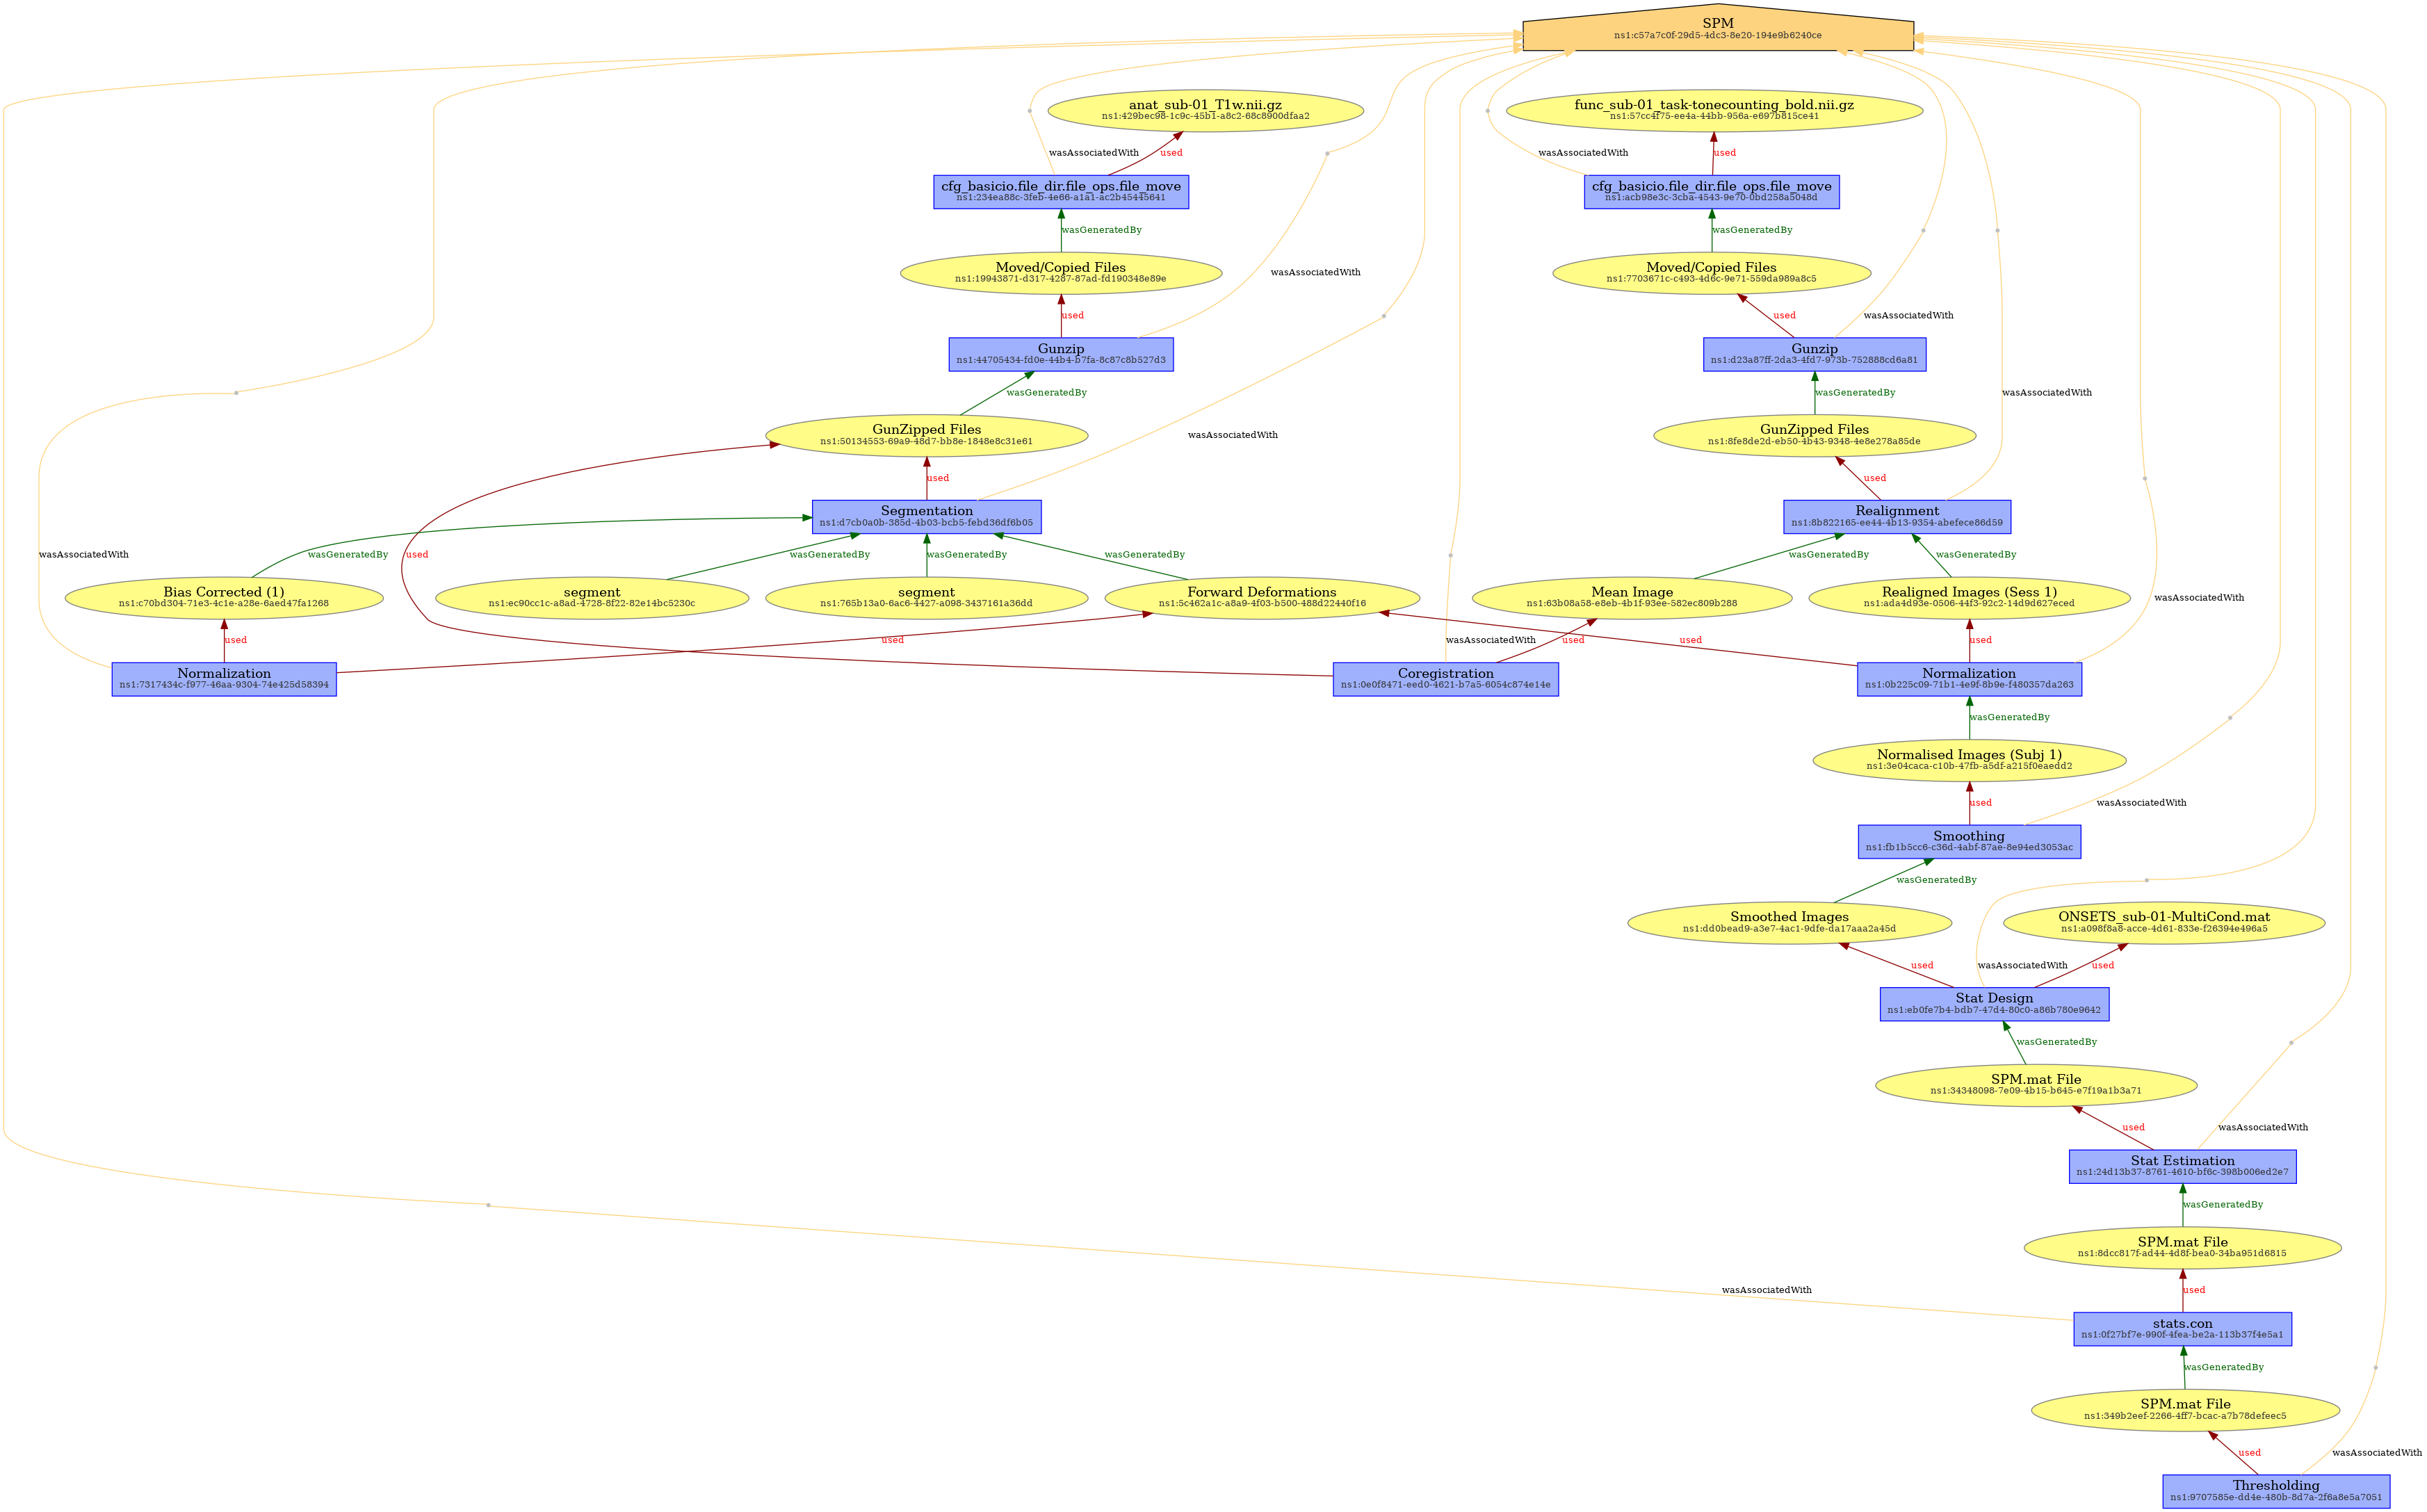 SPM
ns1:c57a7c0f-29d5-4dc3-8e20-194e9b6240ce
anat_sub-01_T1w.nii.gz
ns1:429bec98-1c9c-45b1-a8c2-68c8900dfaa2
func_sub-01_task-tonecounting_bold.nii.gz
ns1:57cc4f75-ee4a-44bb-956a-e697b815ce41
wasAssociatedWith
used
wasAssociatedWith
used
cfg_basicio.file_dir.file_ops.file_move
ns1:234ea88c-3feb-4e66-a1a1-ac2b45445641
cfg_basicio.file_dir.file_ops.file_move
ns1:acb98e3c-3cba-4543-9e70-0bd258a5048d
wasGeneratedBy
wasGeneratedBy
Moved/Copied Files
ns1:19943871-d317-4287-87ad-fd190348e89e
wasAssociatedWith
Moved/Copied Files
ns1:7703671c-c493-4d6c-9e71-559da989a8c5
used
used
wasAssociatedWith
Gunzip
ns1:44705434-fd0e-44b4-b7fa-8c87c8b527d3
Gunzip
ns1:d23a87ff-2da3-4fd7-973b-752888cd6a81
wasGeneratedBy
wasGeneratedBy
wasAssociatedWith
GunZipped Files
ns1:50134553-69a9-48d7-bb8e-1848e8c31e61
wasAssociatedWith
GunZipped Files
ns1:8fe8de2d-eb50-4b43-9348-4e8e278a85de
used
used
Segmentation
ns1:d7cb0a0b-385d-4b03-bcb5-febd36df6b05
Realignment
ns1:8b822165-ee44-4b13-9354-abefece86d59
wasAssociatedWith
wasGeneratedBy
used
wasGeneratedBy
wasGeneratedBy
wasGeneratedBy
wasGeneratedBy
wasGeneratedBy
Bias Corrected (1)
ns1:c70bd304-71e3-4c1e-a28e-6aed47fa1268
segment
ns1:ec90cc1c-a8ad-4728-8f22-82e14bc5230c
segment
ns1:765b13a0-6ac6-4427-a098-3437161a36dd
Forward Deformations
ns1:5c462a1c-a8a9-4f03-b500-488d22440f16
Mean Image
ns1:63b08a58-e8eb-4b1f-93ee-582ec809b288
Realigned Images (Sess 1)
ns1:ada4d93e-0506-44f3-92c2-14d9d627eced
wasAssociatedWith
used
used
wasAssociatedWith
used
used
used
Normalization
ns1:7317434c-f977-46aa-9304-74e425d58394
Coregistration
ns1:0e0f8471-eed0-4621-b7a5-6054c874e14e
Normalization
ns1:0b225c09-71b1-4e9f-8b9e-f480357da263
wasGeneratedBy
Normalised Images (Subj 1)
ns1:3e04caca-c10b-47fb-a5df-a215f0eaedd2
used
wasAssociatedWith
Smoothing
ns1:fb1b5cc6-c36d-4abf-87ae-8e94ed3053ac
wasGeneratedBy
Smoothed Images
ns1:dd0bead9-a3e7-4ac1-9dfe-da17aaa2a45d
ONSETS_sub-01-MultiCond.mat
ns1:a098f8a8-acce-4d61-833e-f26394e496a5
used
wasAssociatedWith
used
Stat Design
ns1:eb0fe7b4-bdb7-47d4-80c0-a86b780e9642
wasGeneratedBy
SPM.mat File
ns1:34348098-7e09-4b15-b645-e7f19a1b3a71
used
wasAssociatedWith
Stat Estimation
ns1:24d13b37-8761-4610-bf6c-398b006ed2e7
wasGeneratedBy
SPM.mat File
ns1:8dcc817f-ad44-4d8f-bea0-34ba951d6815
wasAssociatedWith
used
stats.con
ns1:0f27bf7e-990f-4fea-be2a-113b37f4e5a1
wasGeneratedBy
SPM.mat File
ns1:349b2eef-2266-4ff7-bcac-a7b78defeec5
used
wasAssociatedWith
Thresholding
ns1:9707585e-dd4e-480b-8d7a-2f6a8e5a7051